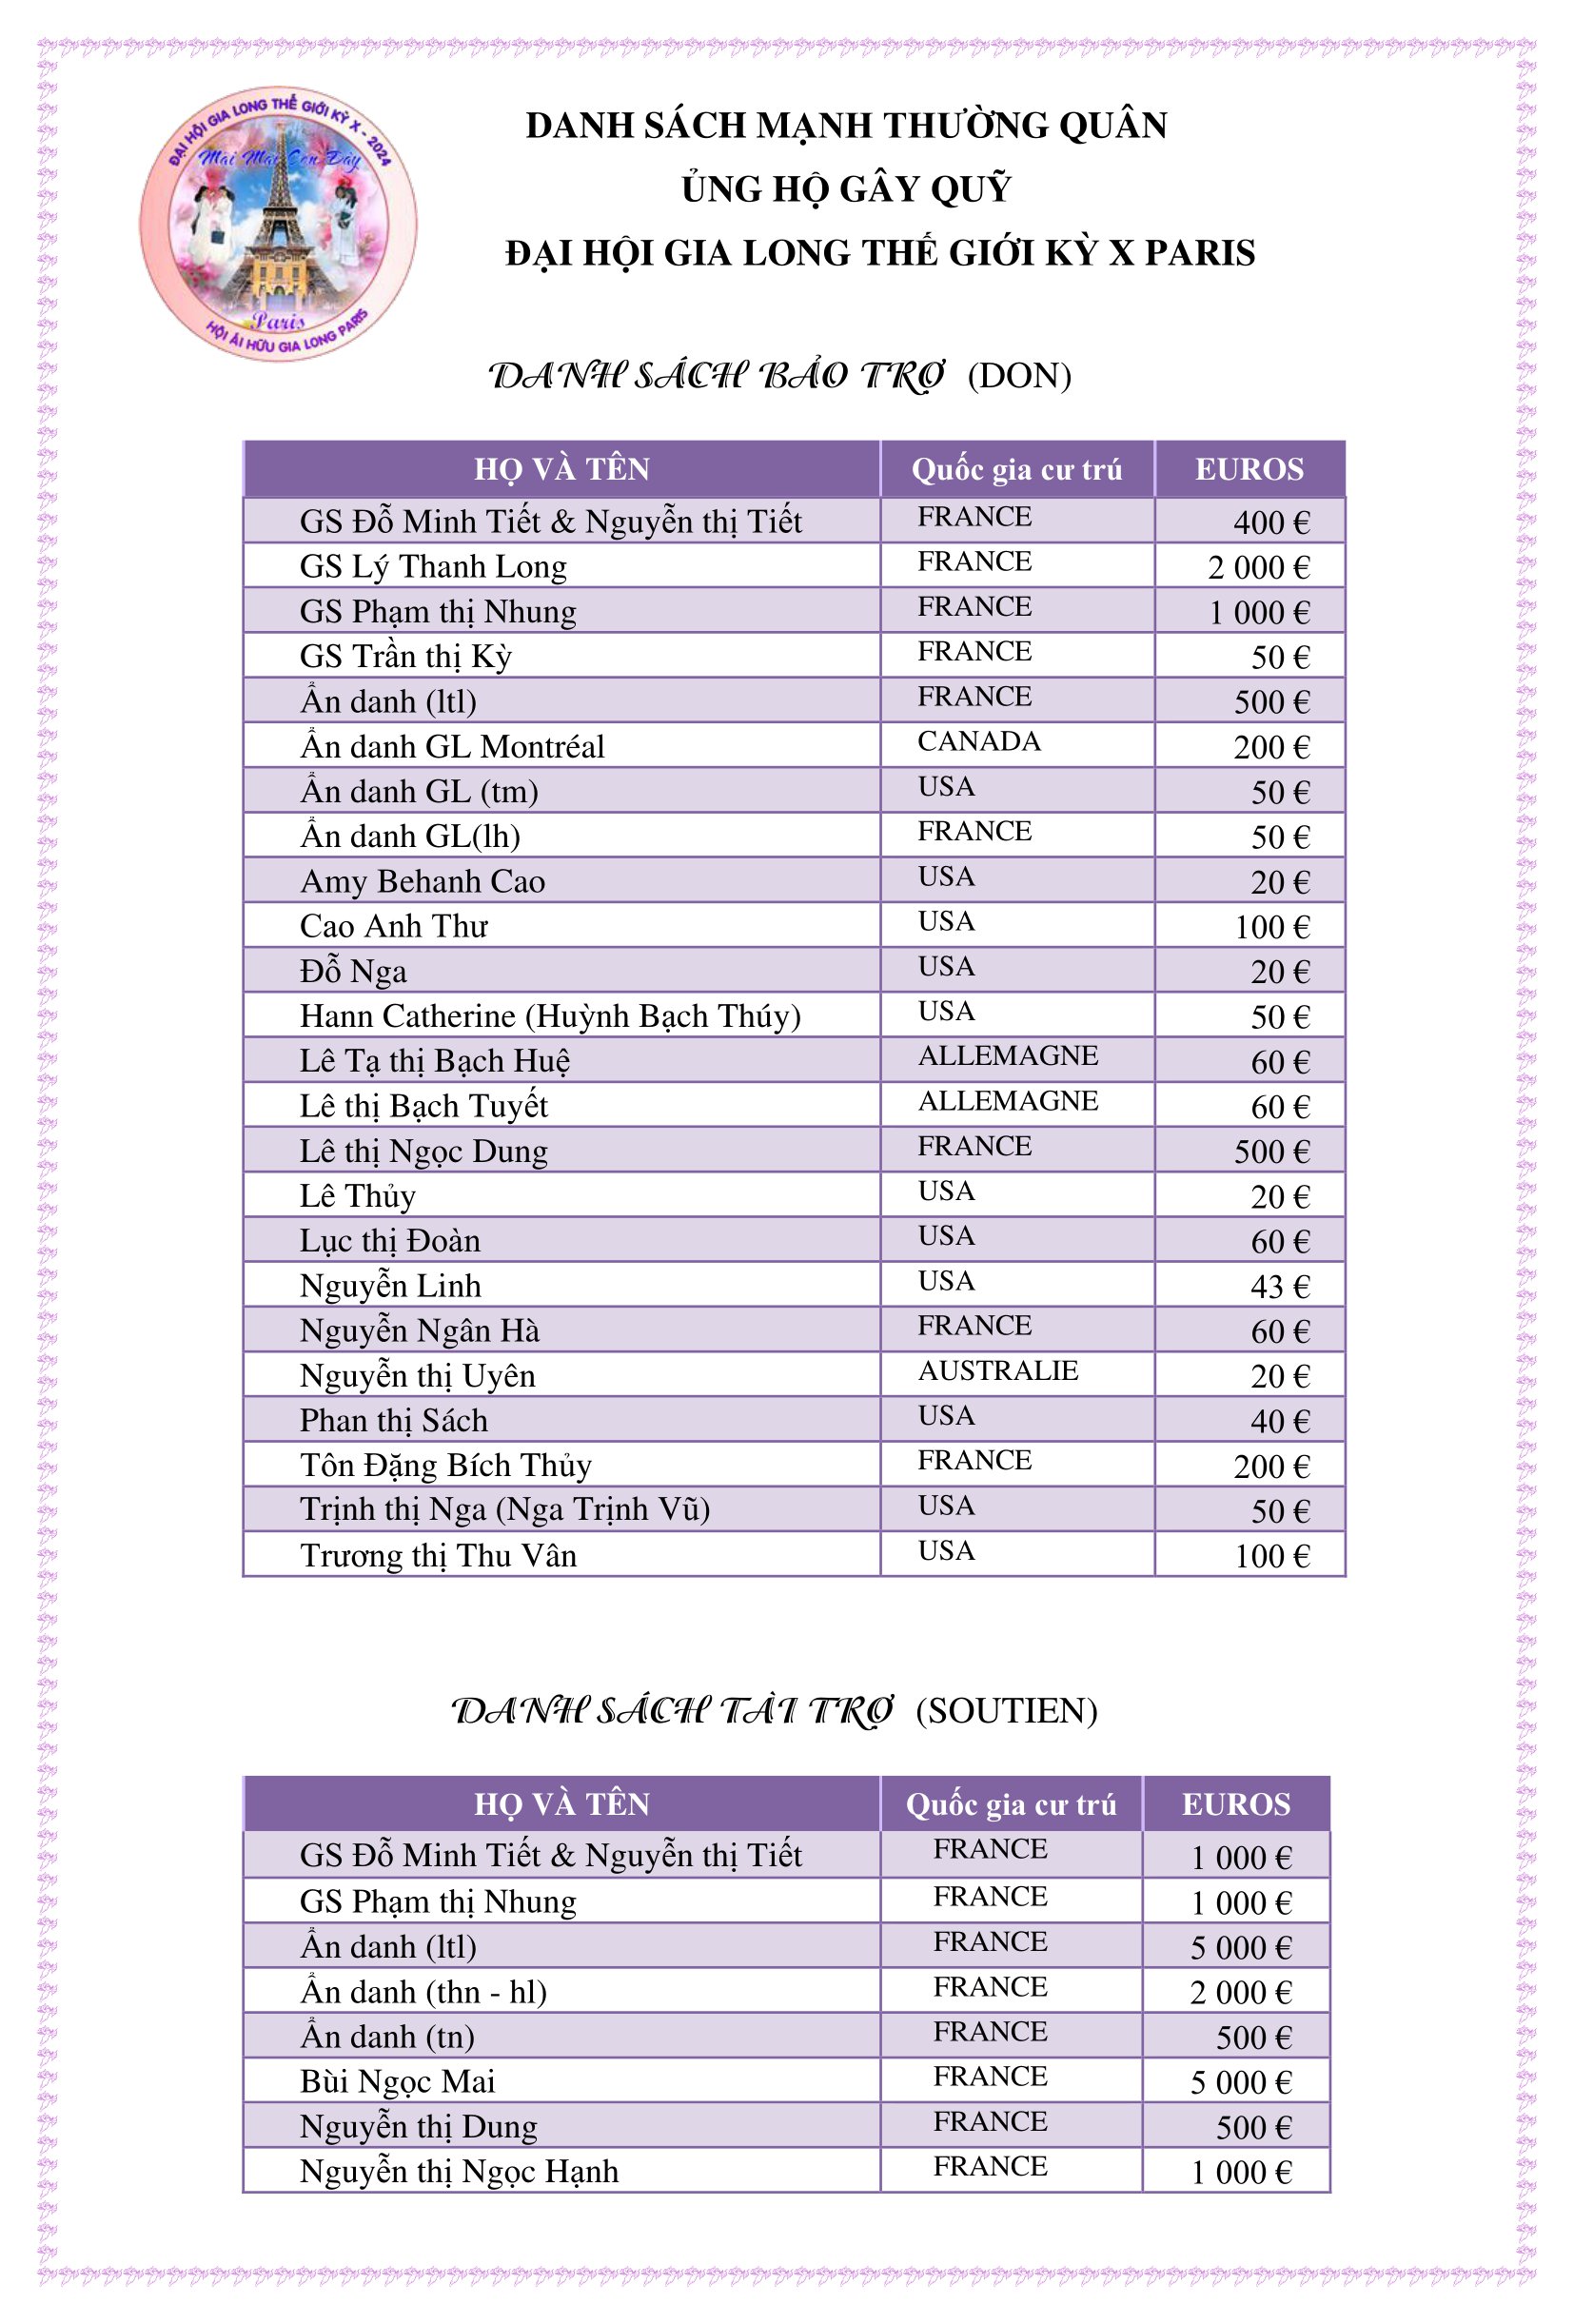 ĐẠI HỘI GIA LONG THẾ GIỚI KỲ X - 2024
Mãi Mãi Còn Đây
Paris
HỘI ÁI HỮU GIA LONG PARIS
DANH SÁCH MẠNH THƯỜNG QUÂN
ỦNG HỘ GÂY QUỸ
ĐẠI HỘI GIA LONG THẾ GIỚI KỲ X PARIS
DANH SÁCH BẢO TRỢ (DON)
HỌ VÀ TÊN Quốc gia cư trú EUROS
GS Đỗ Minh Tiết & Nguyễn thị Tiết FRANCE 400 €
GS Lý Thanh Long FRANCE 2 000 €
GS Phạm thị Nhung FRANCE 1 000 €
GS Trần thị Kỳ FRANCE 50 €
Ẩn danh (ltl) FRANCE 500 €
Ẩn danh GL Montréal CANADA 200 €
Ẩn danh GL (tm) USA 50 €
Ẩn danh GL(lh) FRANCE 50 €
Amy Behanh Cao USA 20 €
Cao Anh Thư USA 100 €
Đỗ Nga USA 20 €
Hann Catherine (Huỳnh Bạch Thúy) USA 50 €
Lê Tạ thị Bạch Huệ ALLEMAGNE 60 €
Lê thị Bạch Tuyết ALLEMAGNE 60 €
Lê thị Ngọc Dung FRANCE 500 €
Lê Thủy USA 20 €
Lục thị Đoàn USA 60 €
Nguyễn Linh USA 43 €
Nguyễn Ngân Hà FRANCE 60 €
Nguyễn thị Uyên AUSTRALIE 20 €
Phan thị Sách USA 40 €
Tôn Đặng Bích Thủy FRANCE 200 €
Trịnh thị Nga (Nga Trịnh Vũ) USA 50 €
Trương thị Thu Vân USA 100 €
DANH SÁCH TÀI TRỢ (SOUTIEN)
HỌ VÀ TÊN Quốc gia cư trú EUROS
GS Đỗ Minh Tiết & Nguyễn thị Tiết FRANCE 1 000 €
GS Phạm thị Nhung FRANCE 1 000 €
Ẩn danh (ltl) FRANCE 5 000 €
Ẩn danh (thn - hl) FRANCE 2 000 €
Ẩn danh (tn) FRANCE 500 €
Bùi Ngọc Mai FRANCE 5 000 €
Nguyễn thị Dung FRANCE 500 €
Nguyễn thị Ngọc Hạnh FRANCE 1 000 €